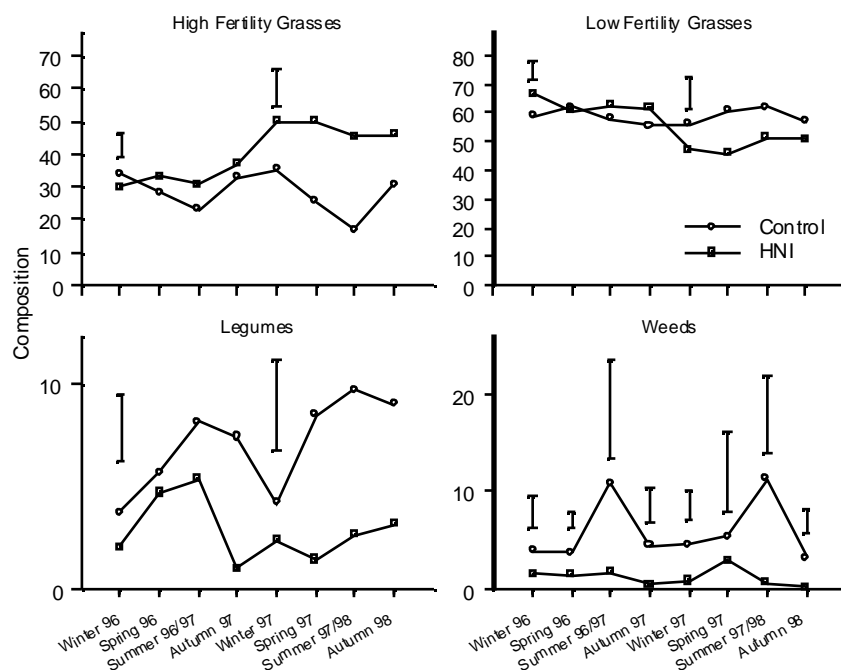 High Fertility Grasses
70
60
50
40
30
20
10
0
Low Fertility Grasses
80
70
60
50
40
30
20
10
0
Control
HNI
Composition
Legumes
10
0
Weeds
20
10
0
Winter 96
Spring 96
Summer 96/97
Autumn 97
Winter 97
Spring 97
Summer 97/98
Autumn 98
Winter 96
Spring 96
Summer 96/97
Autumn 97
Winter 97
Spring 97
Summer 97/98
Autumn 98